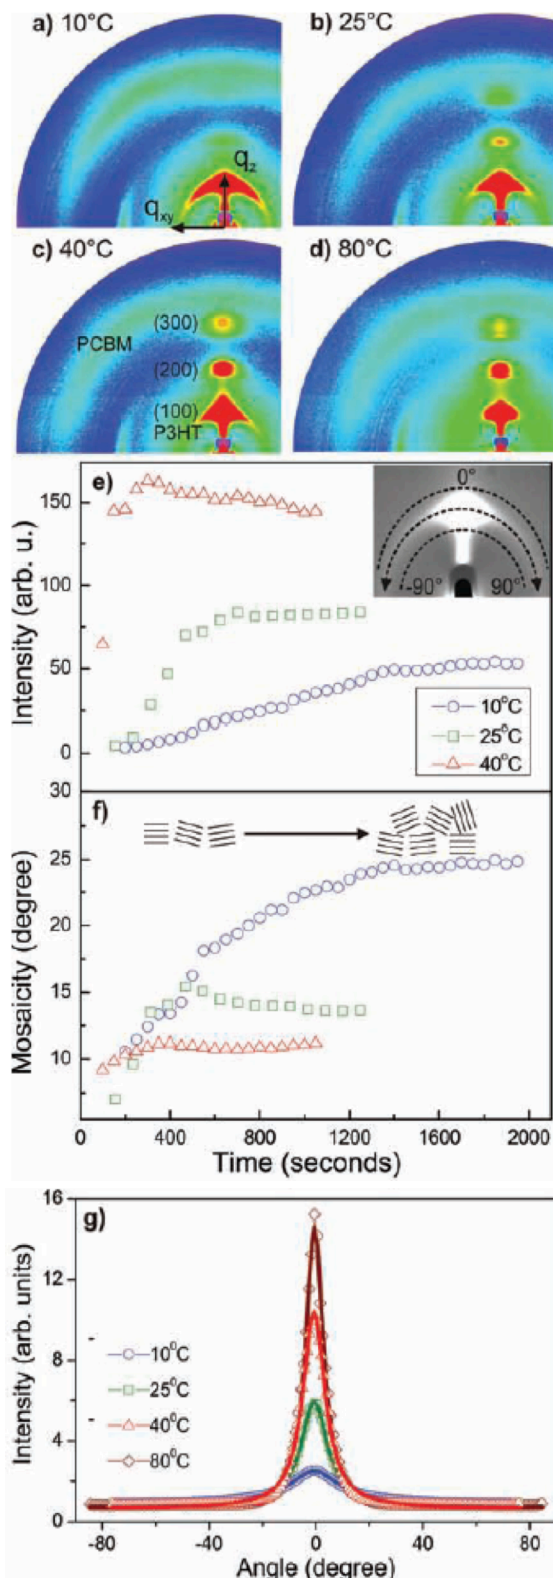 a) 10°C
b) 25°C
q_z
q_xy
c) 40°C
d) 80°C
(300)
PCBM
(200)
(100)
P3HT
e)
150
100
50
0
Intensity (arb. u.)
0°
-90° 90°
10°C
25°C
40°C
f)
30
25
20
15
10
Mosaicity (degree)
0 400 800 1200 1600 2000
Time (seconds)
g)
16
12
8
4
0
Intensity (arb. units)
10°C
25°C
40°C
80°C
-80 -40 0 40 80
Angle (degree)